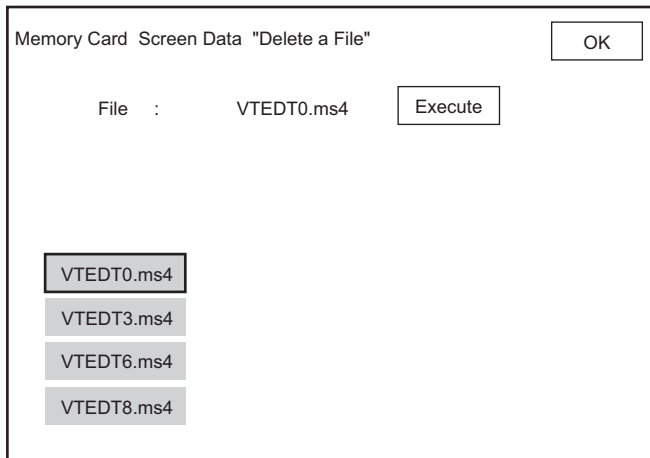 Memory Card Screen Data "Delete a File" OK
File : VTEDT0.ms4 Execute
VTEDT0.ms4
VTEDT3.ms4
VTEDT6.ms4
VTEDT8.ms4